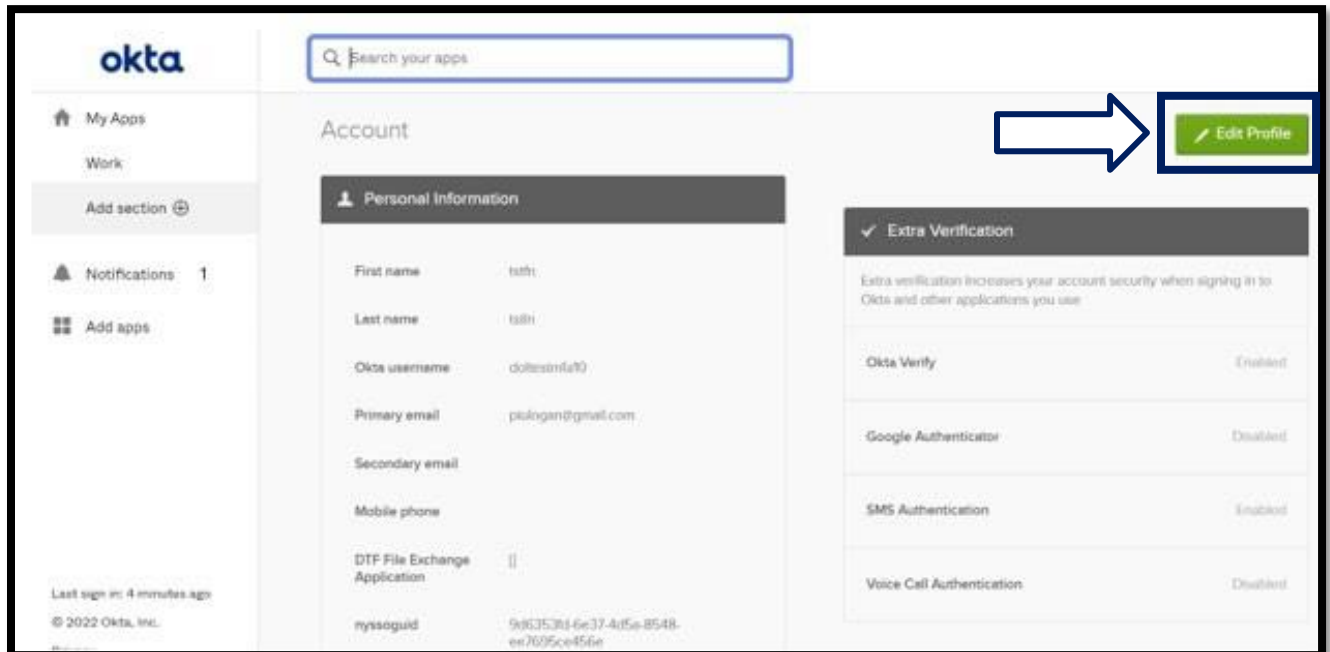 okta
Search your apps
My Apps
Work
Add section
Notifications 1
Add apps
Last sign in: 4 minutes ago
© 2022 Okta, Inc.
Account
Edit Profile
Personal Information
First name
Last name
Okta username
Primary email piulogan@gmail.com
Secondary email
Mobile phone
DTF File Exchange []
Application
nyssoguid
Extra Verification
Extra verification increases your account security when signing in to
Okta and other applications you use
Okta Verify Enabled
Google Authenticator Disabled
SMS Authentication Enabled
Voice Call Authentication Disabled